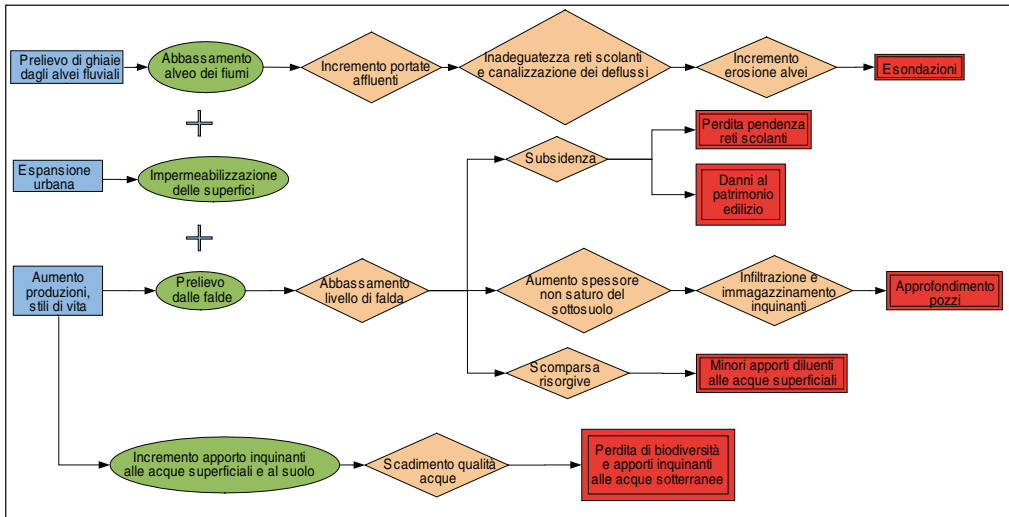 Prelievo di ghiaie
dagli alvei fluviali
Abbassamento
alveo dei fiumi
Incremento portate
affluenti
Inadeguatezza reti scolanti
e canalizzazione dei deflussi
Incremento
erosione alvei
Esondazioni
Espansione
urbana
Impermeabilizzazione
delle superfici
Subsidenza
Perdita pendenza
reti scolanti
Danni al
patrimonio
edilizio
Aumento
produzioni,
stili di vita
Prelievo
dalle falde
Abbassamento
livello di falda
Aumento spessore
non saturo del
sottosuolo
Infiltrazione e
immagazzinamento
inquinanti
Approfondimento
pozzi
Scomparsa
risorgive
Minori apporti diluenti
alle acque superficiali
Incremento apporto inquinanti
alle acque superficiali e al suolo
Scadimento qualità
acque
Perdita di biodiversità
e apporti inquinanti
alle acque sotterranee